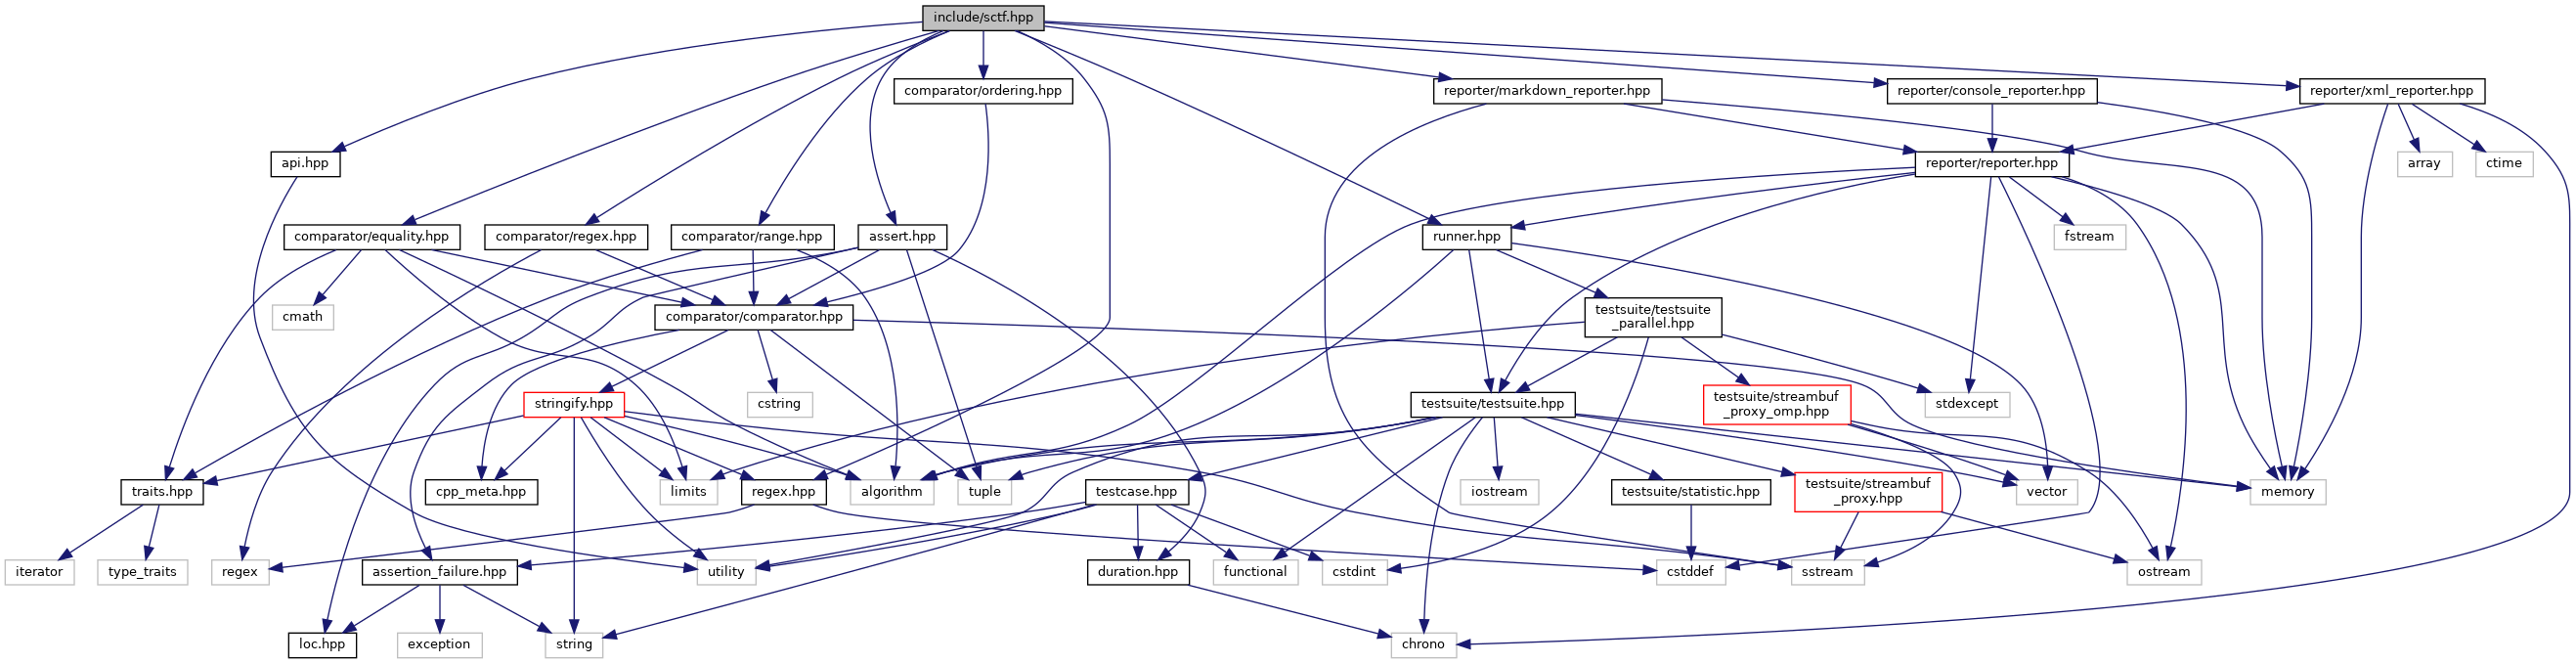 include/sctf.hpp
comparator/ordering.hpp
reporter/markdown_reporter.hpp
reporter/console_reporter.hpp
reporter/xml_reporter.hpp
api.hpp
reporter/reporter.hpp
array
ctime
comparator/equality.hpp
comparator/regex.hpp
comparator/range.hpp
assert.hpp
runner.hpp
fstream
cmath
comparator/comparator.hpp
testsuite/testsuite
_parallel.hpp
stringify.hpp
cstring
testsuite/testsuite.hpp
testsuite/streambuf
_proxy_omp.hpp
stdexcept
traits.hpp
cpp_meta.hpp
limits
regex.hpp
algorithm
tuple
testcase.hpp
iostream
testsuite/statistic.hpp
testsuite/streambuf
_proxy.hpp
vector
memory
iterator
type_traits
regex
assertion_failure.hpp
utility
duration.hpp
functional
cstdint
cstddef
sstream
ostream
loc.hpp
exception
string
chrono